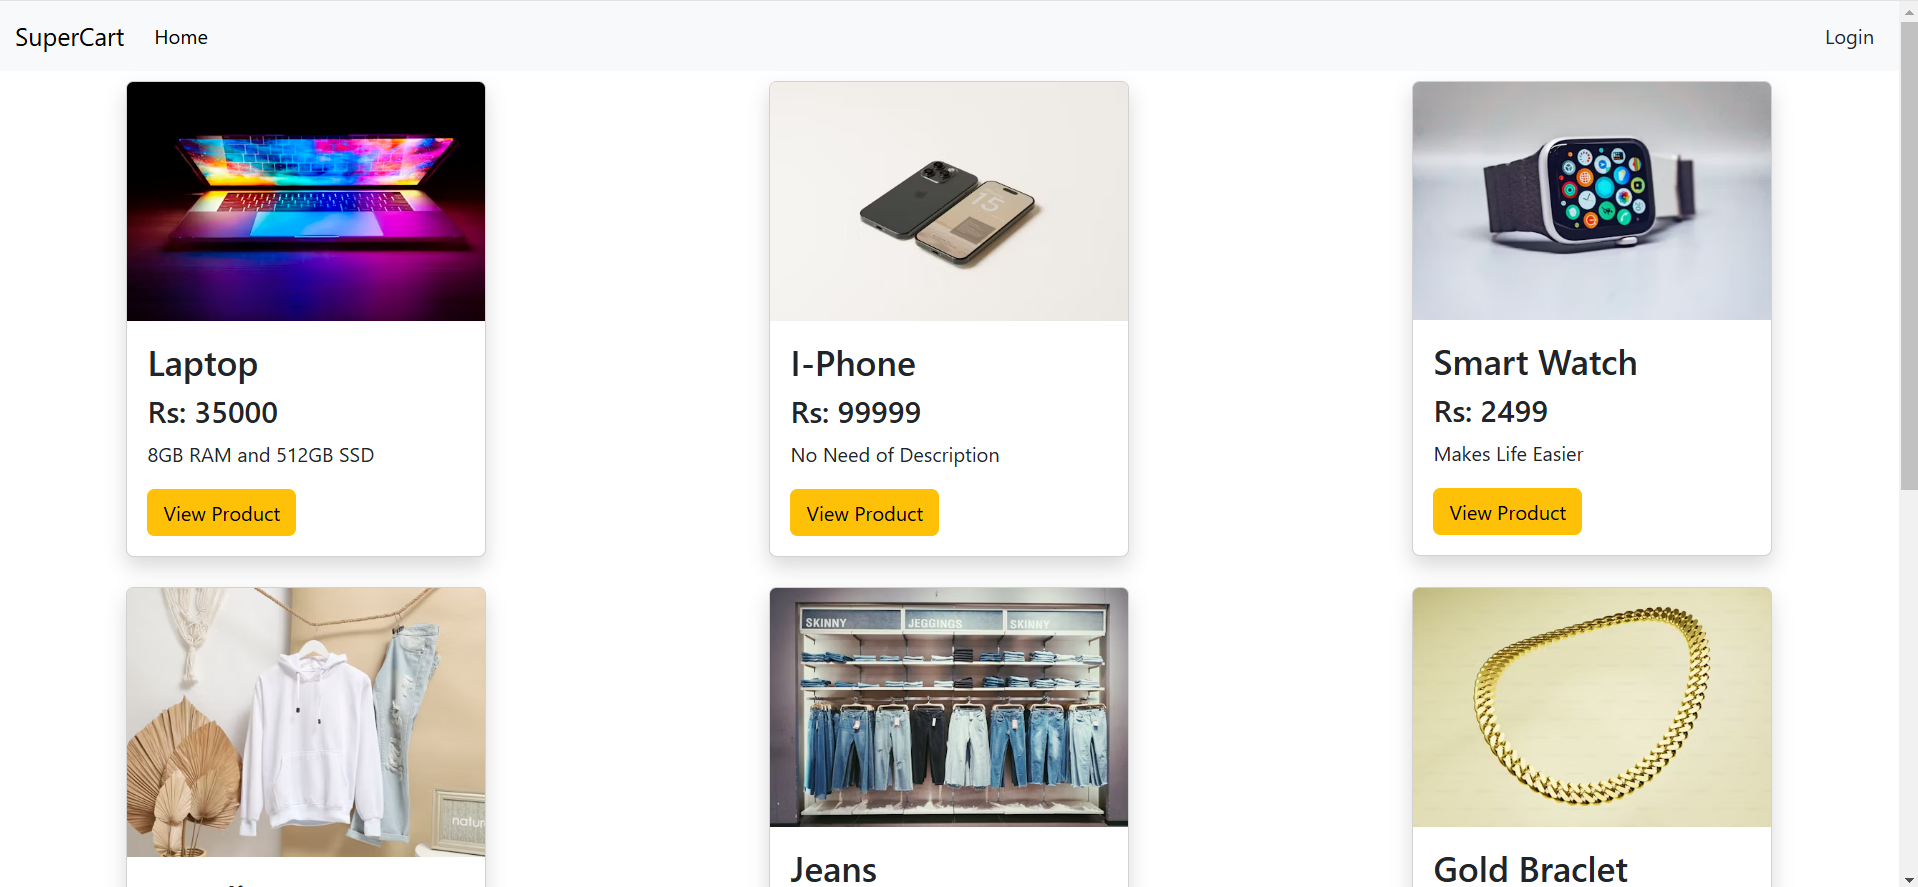 SuperCart Home Login
15
Laptop
Rs: 35000
8GB RAM and 512GB SSD
View Product
I-Phone
Rs: 99999
No Need of Description
View Product
Smart Watch
Rs: 2499
Makes Life Easier
View Product
natur
SKINNY JEGGINGS SKINNY
Jeans
Gold Braclet